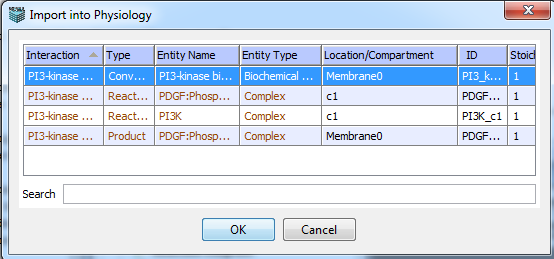 Import into Physiology
Interaction Type Entity Name Entity Type Location/Compartment ID Stoich
PI3-kinase ... Conv... PI3-kinase bi... Biochemical ... Membrane0 PI3_k... 1
PI3-kinase ... React... PDGF:Phosp... Complex c1 PDGF... 1
PI3-kinase ... React... PI3K Complex c1 PI3K_c1 1
PI3-kinase ... Product PDGF:Phosp... Complex Membrane0 PDGF... 1
Search
OK Cancel